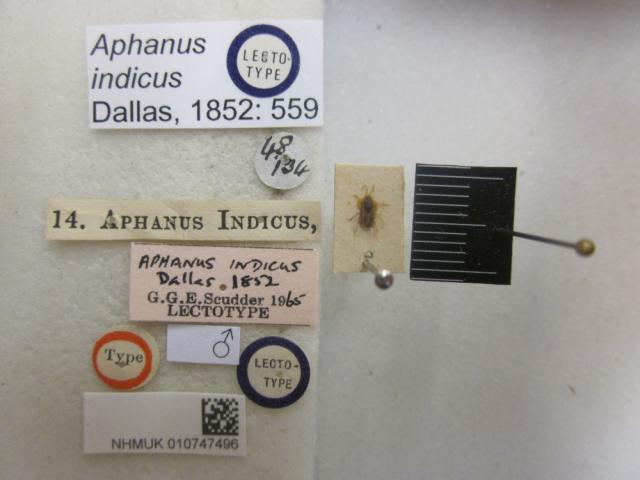 Aphanus
indicus
Dallas, 1852: 559
LECTO-
TYPE
48
134
14. APHANUS INDICUS,
APHANUS INDICUS
Dallas. 1852
G.G.E.Scudder 1965
LECTOTYPE
♂
Type
LECTO-
TYPE
NHMUK 010747496